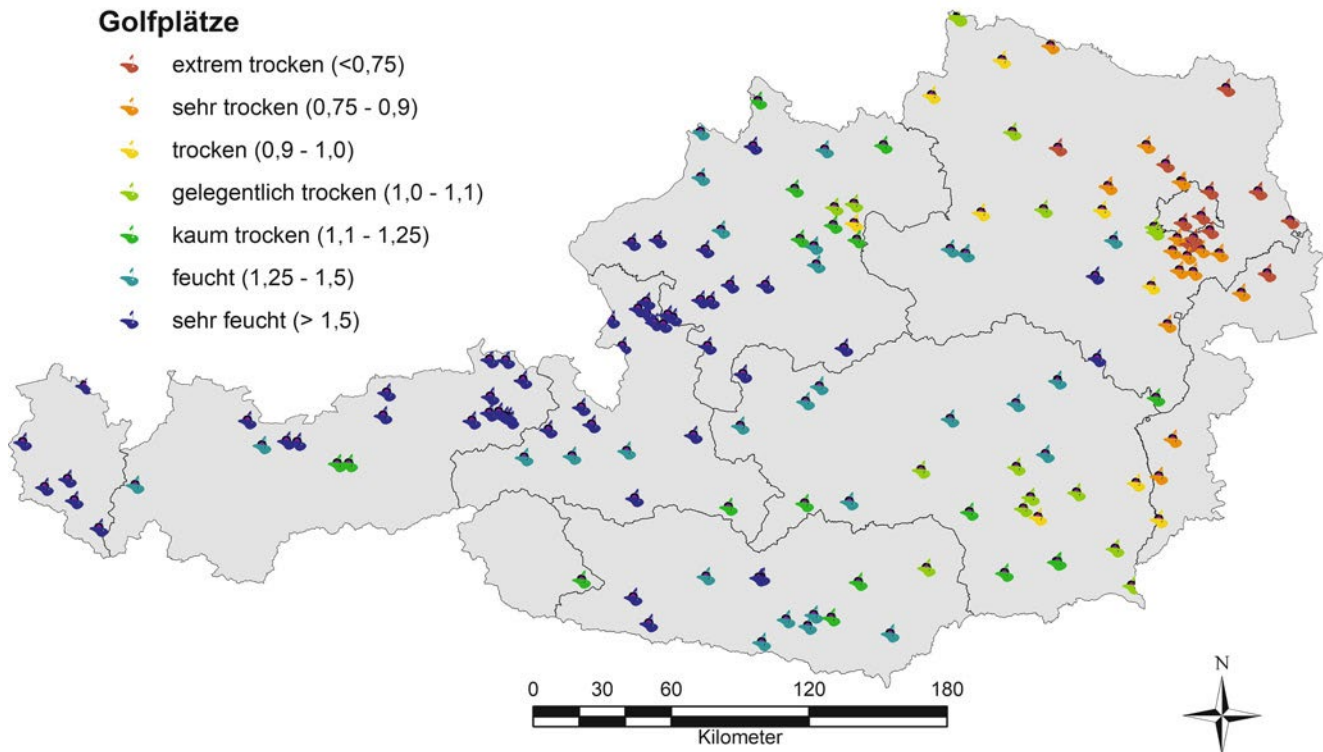 Golfplätze
extrem trocken (<0,75)
sehr trocken (0,75 - 0,9)
trocken (0,9 - 1,0)
gelegentlich trocken (1,0 - 1,1)
kaum trocken (1,1 - 1,25)
feucht (1,25 - 1,5)
sehr feucht (> 1,5)
0 30 60 120 180
Kilometer
N